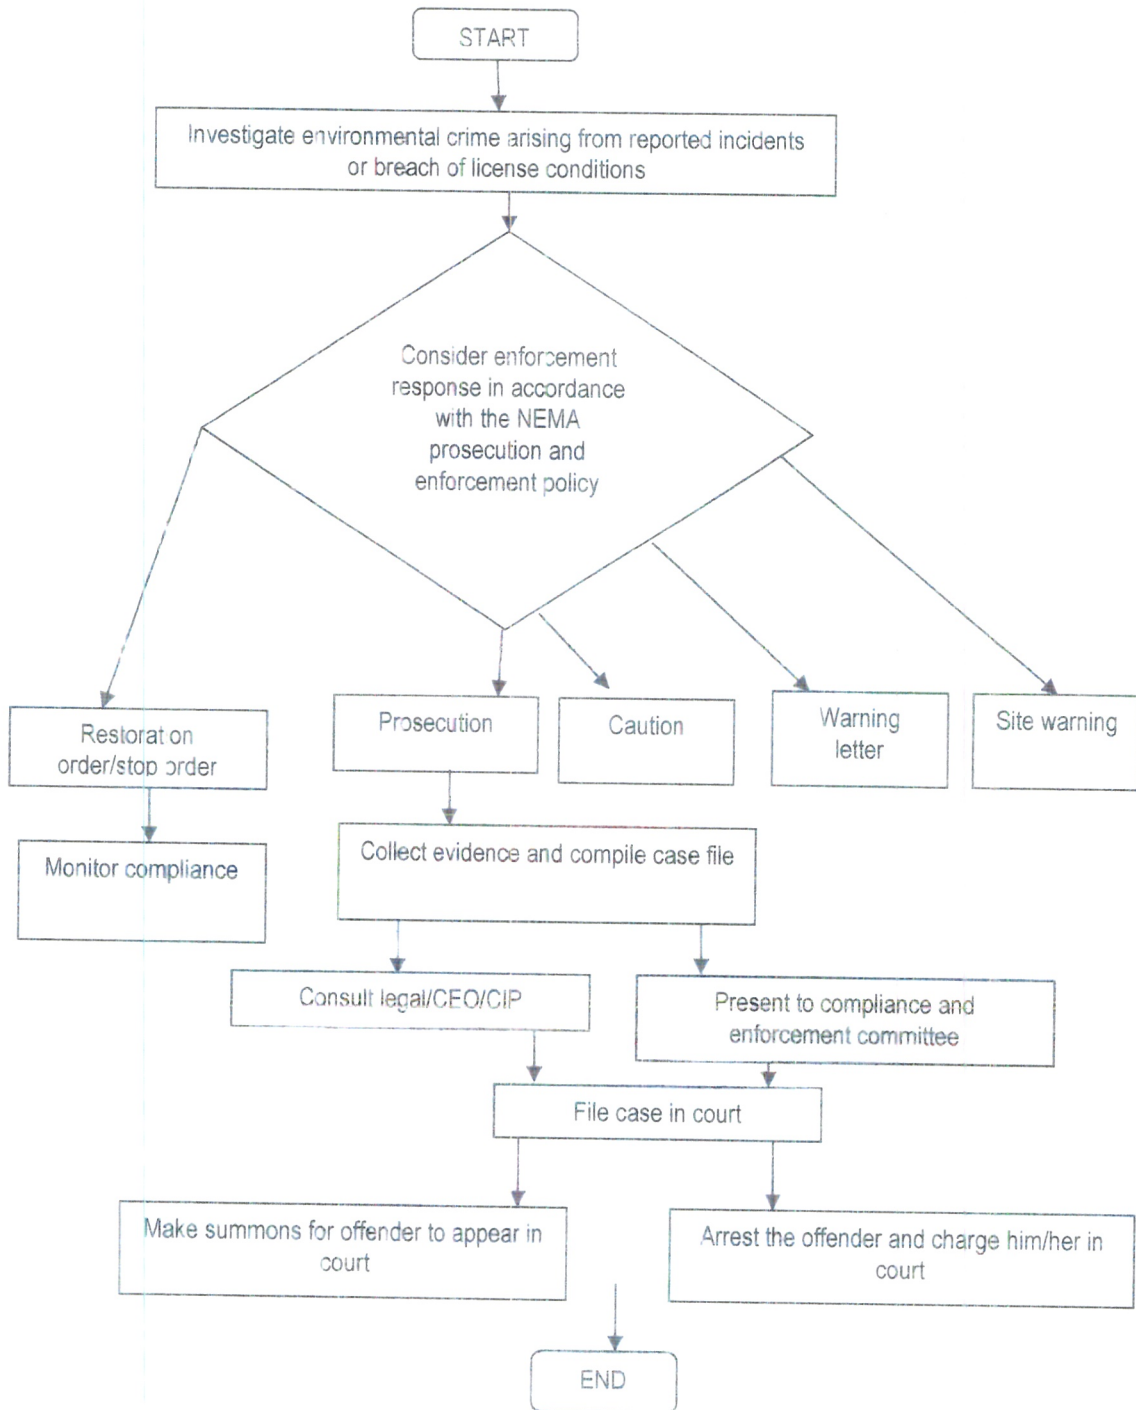 START
Investigate environmental crime arising from reported incidents
or breach of license conditions
Consider enforcement
response in accordance
with the NEMA
prosecution and
enforcement policy
Restorat on
order/stop order
Prosecution
Caution
Warning
letter
Site warning
Monitor compliance
Collect evidence and compile case file
Consult legal/CEO/CIP
Present to compliance and
enforcement committee
File case in court
Make summons for offender to appear in
court
Arrest the offender and charge him/her in
court
END